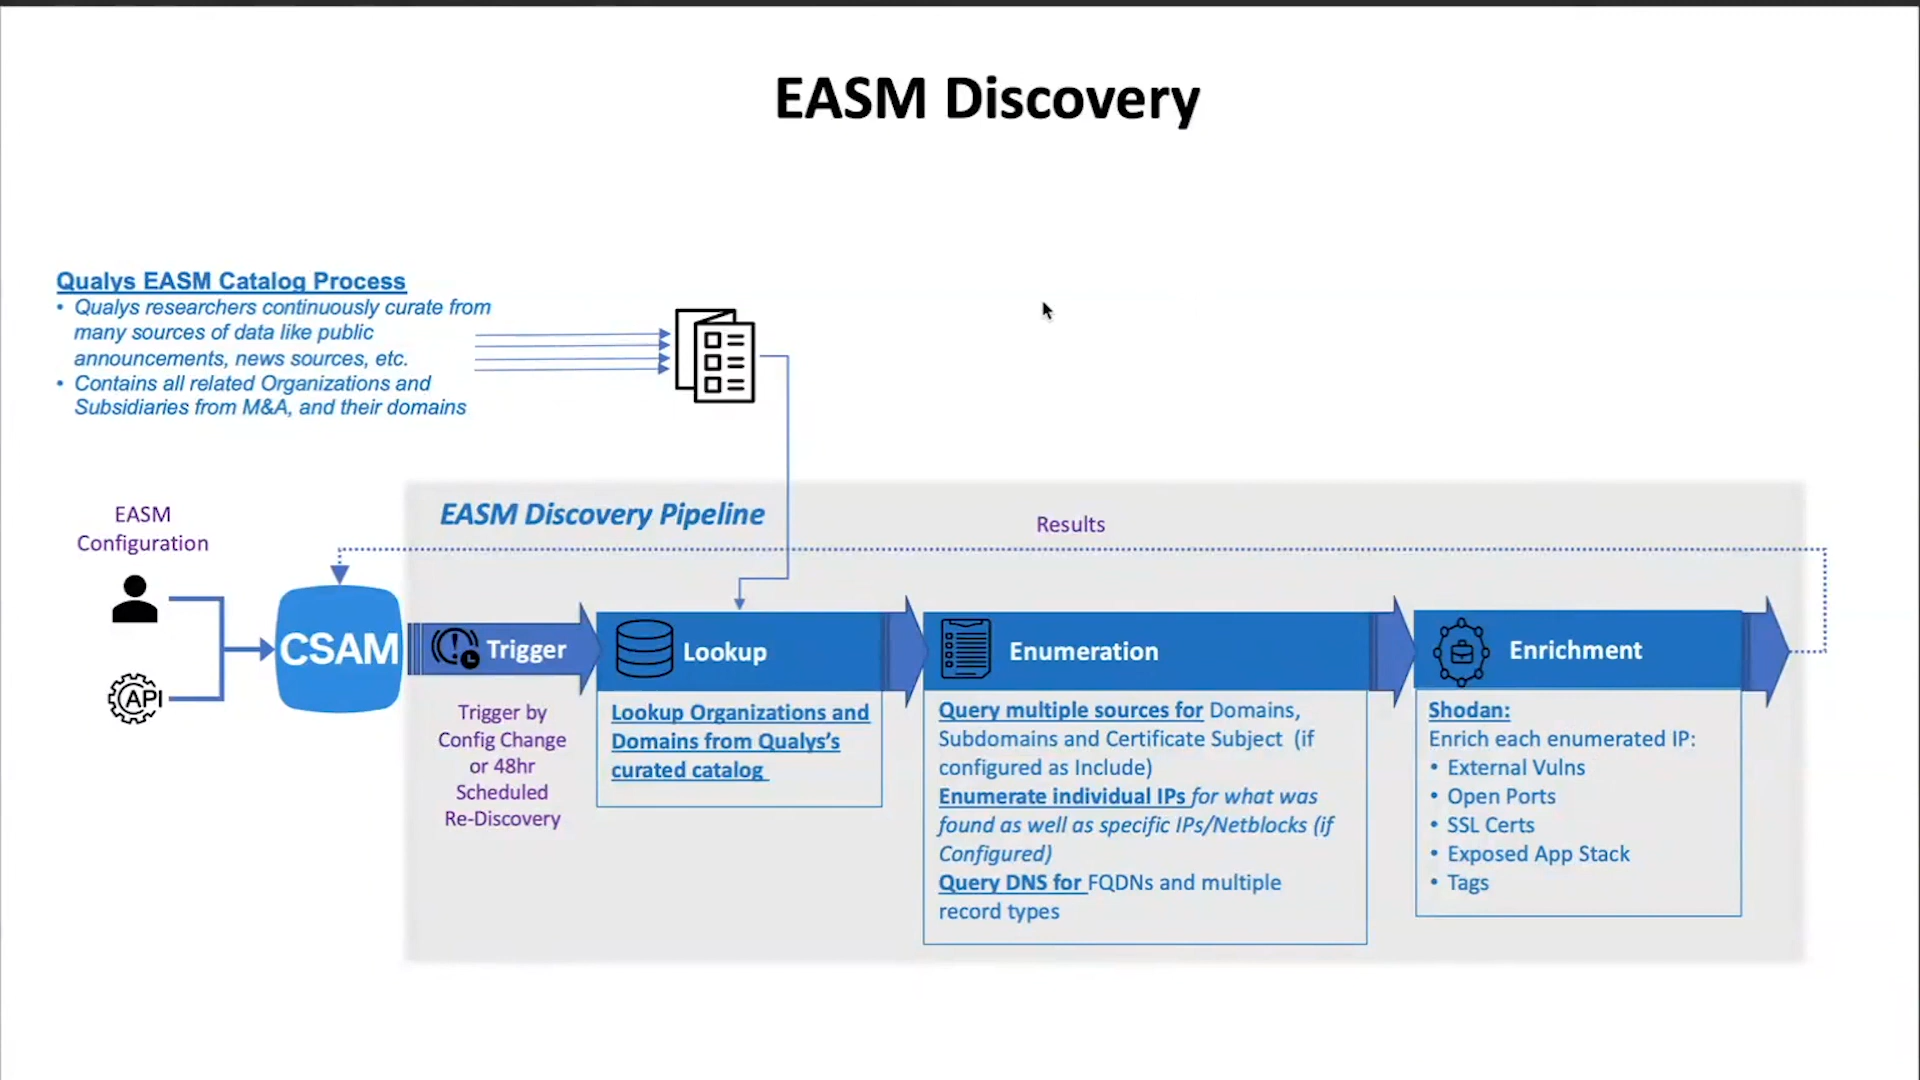 EASM Discovery
Qualys EASM Catalog Process
• Qualys researchers continuously curate from
many sources of data like public
announcements, news sources, etc.
• Contains all related Organizations and
Subsidiaries from M&A, and their domains
EASM
Configuration
API
CSAM
EASM Discovery Pipeline
Results
Trigger
Trigger by
Config Change
or 48hr
Scheduled
Re-Discovery
Lookup
Lookup Organizations and
Domains from Qualys's
curated catalog
Enumeration
Query multiple sources for Domains,
Subdomains and Certificate Subject (if
configured as Include)
Enumerate individual IPs for what was
found as well as specific IPs/Netblocks (if
Configured)
Query DNS for FQDNs and multiple
record types
Enrichment
Shodan:
Enrich each enumerated IP:
• External Vulns
• Open Ports
• SSL Certs
• Exposed App Stack
• Tags